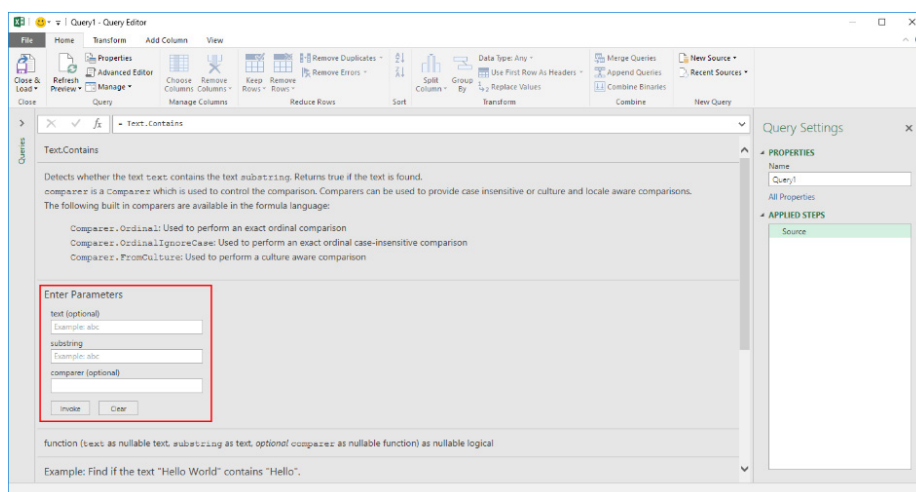 Query1 - Query Editor
File Home Transform Add Column View
Close & Load
Refresh Preview
Properties
Advanced Editor
Manage
Choose Columns
Remove Columns
Keep Rows
Remove Rows
Remove Duplicates
Remove Errors
Split Column
Group By
Data Type: Any
Use First Row As Headers
Replace Values
Merge Queries
Append Queries
Combine Binaries
New Source
Recent Sources
Close Query Manage Columns Reduce Rows Sort Transform Combine New Query
Queries
fx = Text.Contains
Text.Contains
Detects whether the text text contains the text substring. Returns true if the text is found.
comparer is a Comparer which is used to control the comparison. Comparers can be used to provide case insensitive or culture and locale aware comparisons.
The following built in comparers are available in the formula language:
Comparer.Ordinal: Used to perform an exact ordinal comparison
Comparer.OrdinalIgnoreCase: Used to perform an exact ordinal case-insensitive comparison
Comparer.FromCulture: Used to perform a culture aware comparison
Enter Parameters
text (optional)
Example: abc
substring
Example: abc
comparer (optional)
Invoke Clear
function (text as nullable text, substring as text, optional comparer as nullable function) as nullable logical
Example: Find if the text "Hello World" contains "Hello".
Query Settings
PROPERTIES
Name
Query1
All Properties
APPLIED STEPS
Source